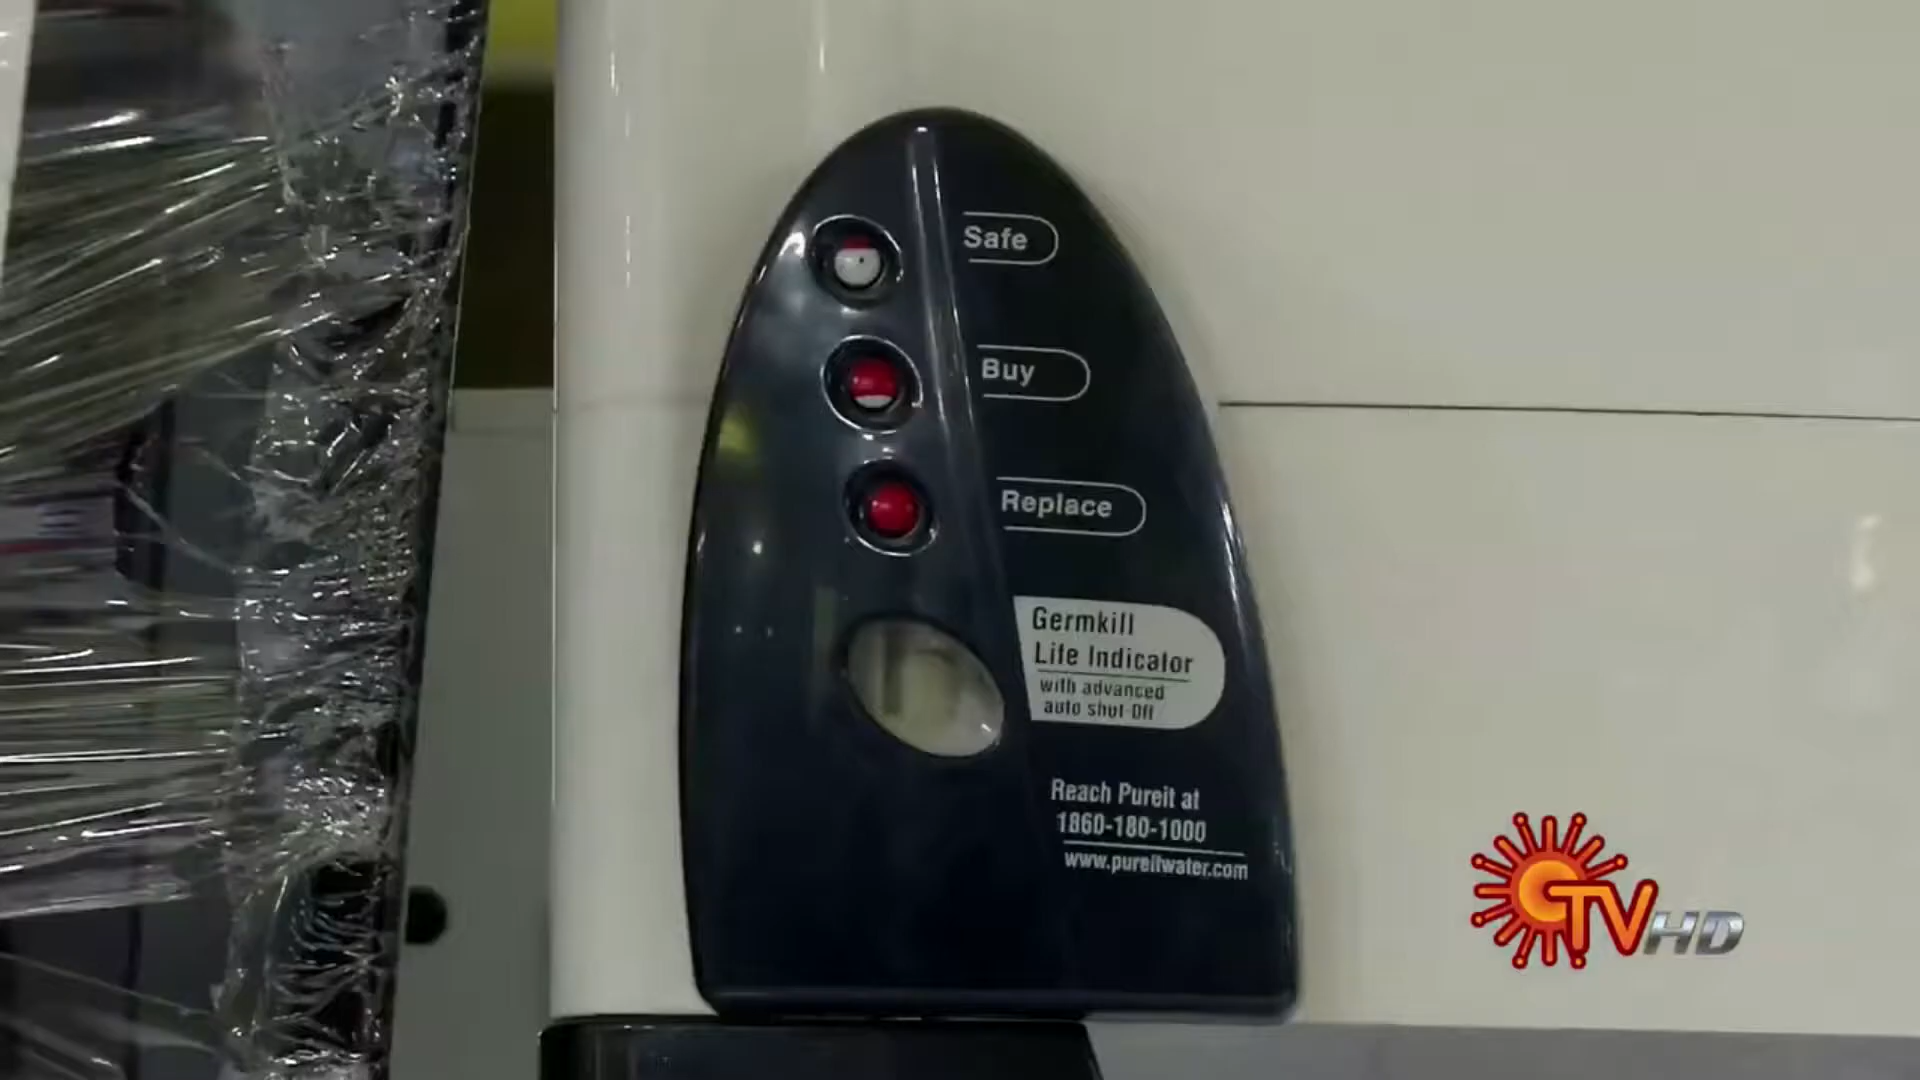 Safe
Buy
Replace
Germkill
Life Indicator
with advanced
auto shut-Off
Reach Pureit at
1860-180-1000
www.pureitwater.com
TV HD